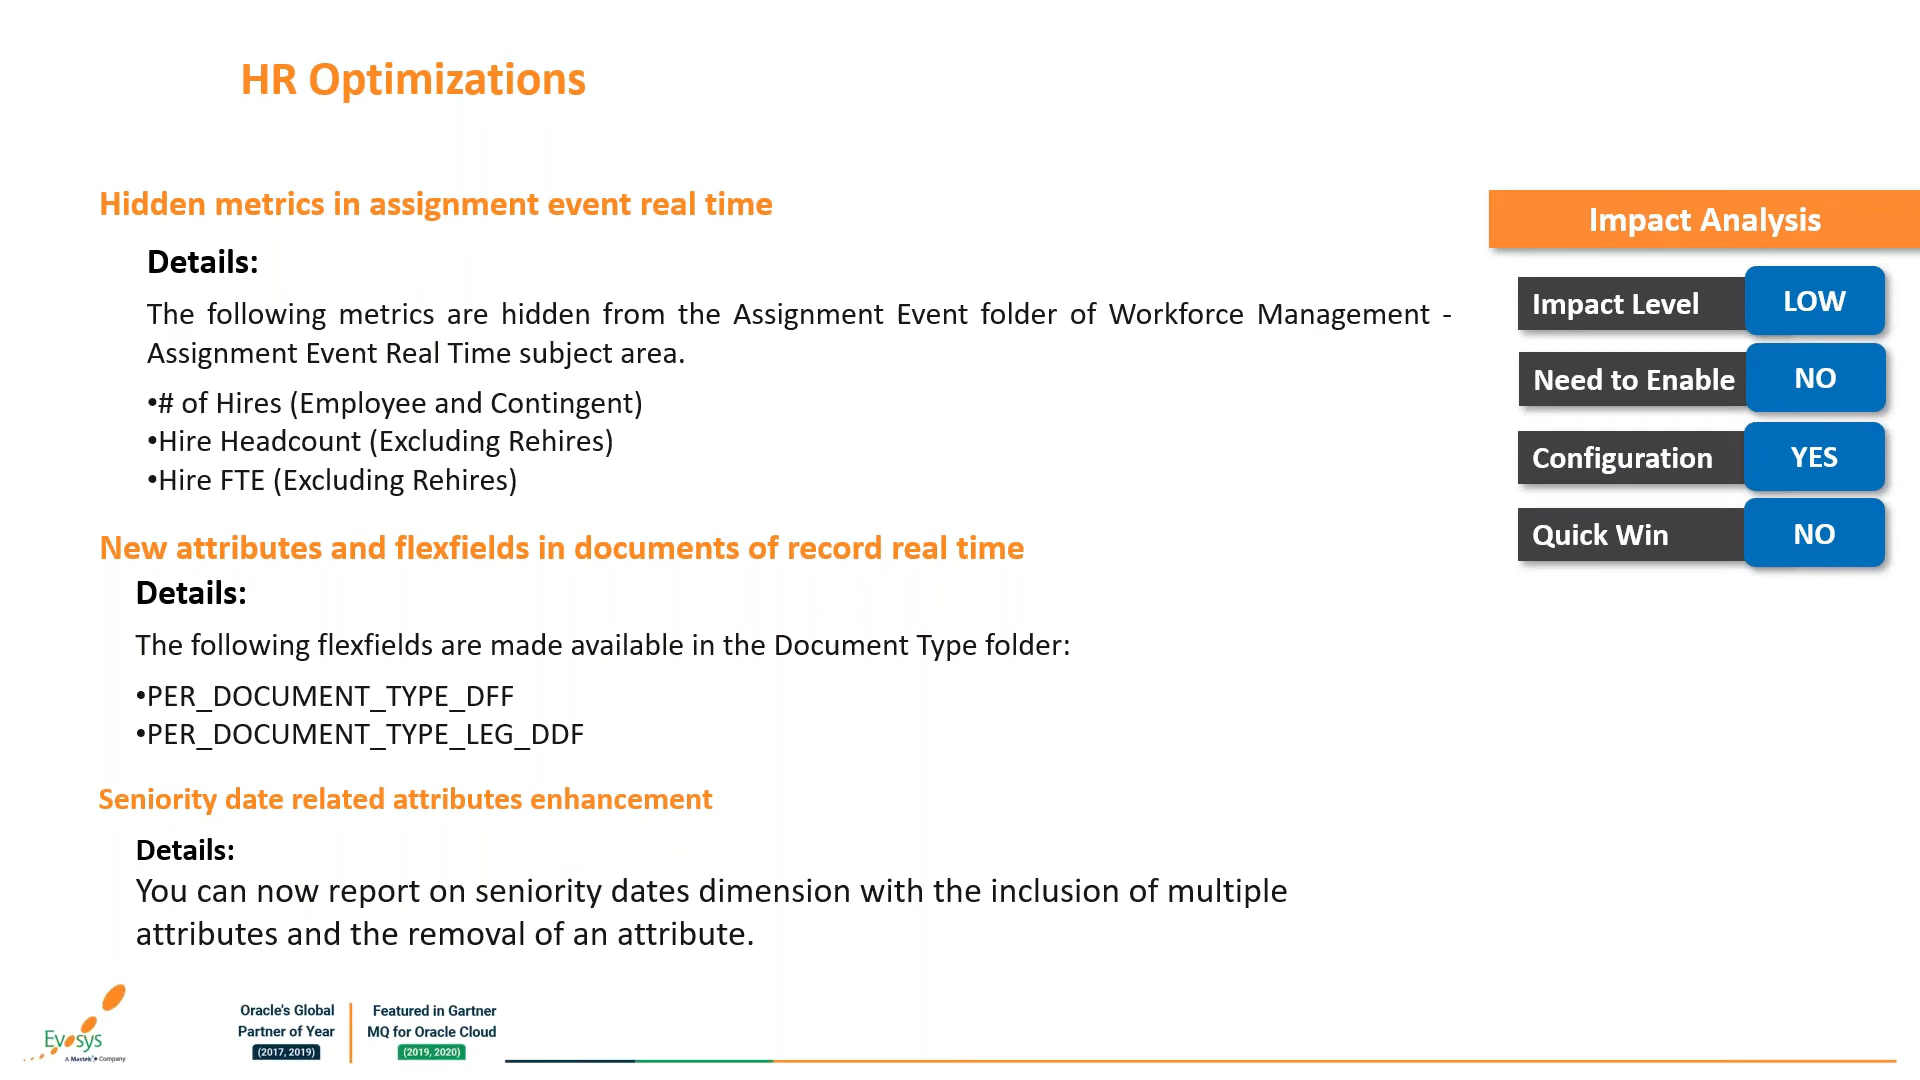 HR Optimizations
Hidden metrics in assignment event real time
Details:
The following metrics are hidden from the Assignment Event folder of Workforce Management -
Assignment Event Real Time subject area.
•# of Hires (Employee and Contingent)
•Hire Headcount (Excluding Rehires)
•Hire FTE (Excluding Rehires)
New attributes and flexfields in documents of record real time
Details:
The following flexfields are made available in the Document Type folder:
•PER_DOCUMENT_TYPE_DFF
•PER_DOCUMENT_TYPE_LEG_DDF
Seniority date related attributes enhancement
Details:
You can now report on seniority dates dimension with the inclusion of multiple
attributes and the removal of an attribute.
Impact Analysis
Impact Level LOW
Need to Enable NO
Configuration YES
Quick Win NO
Evosys
A Mastek Company
Oracle's Global
Partner of Year
(2017, 2019)
Featured in Gartner
MQ for Oracle Cloud
(2019, 2020)